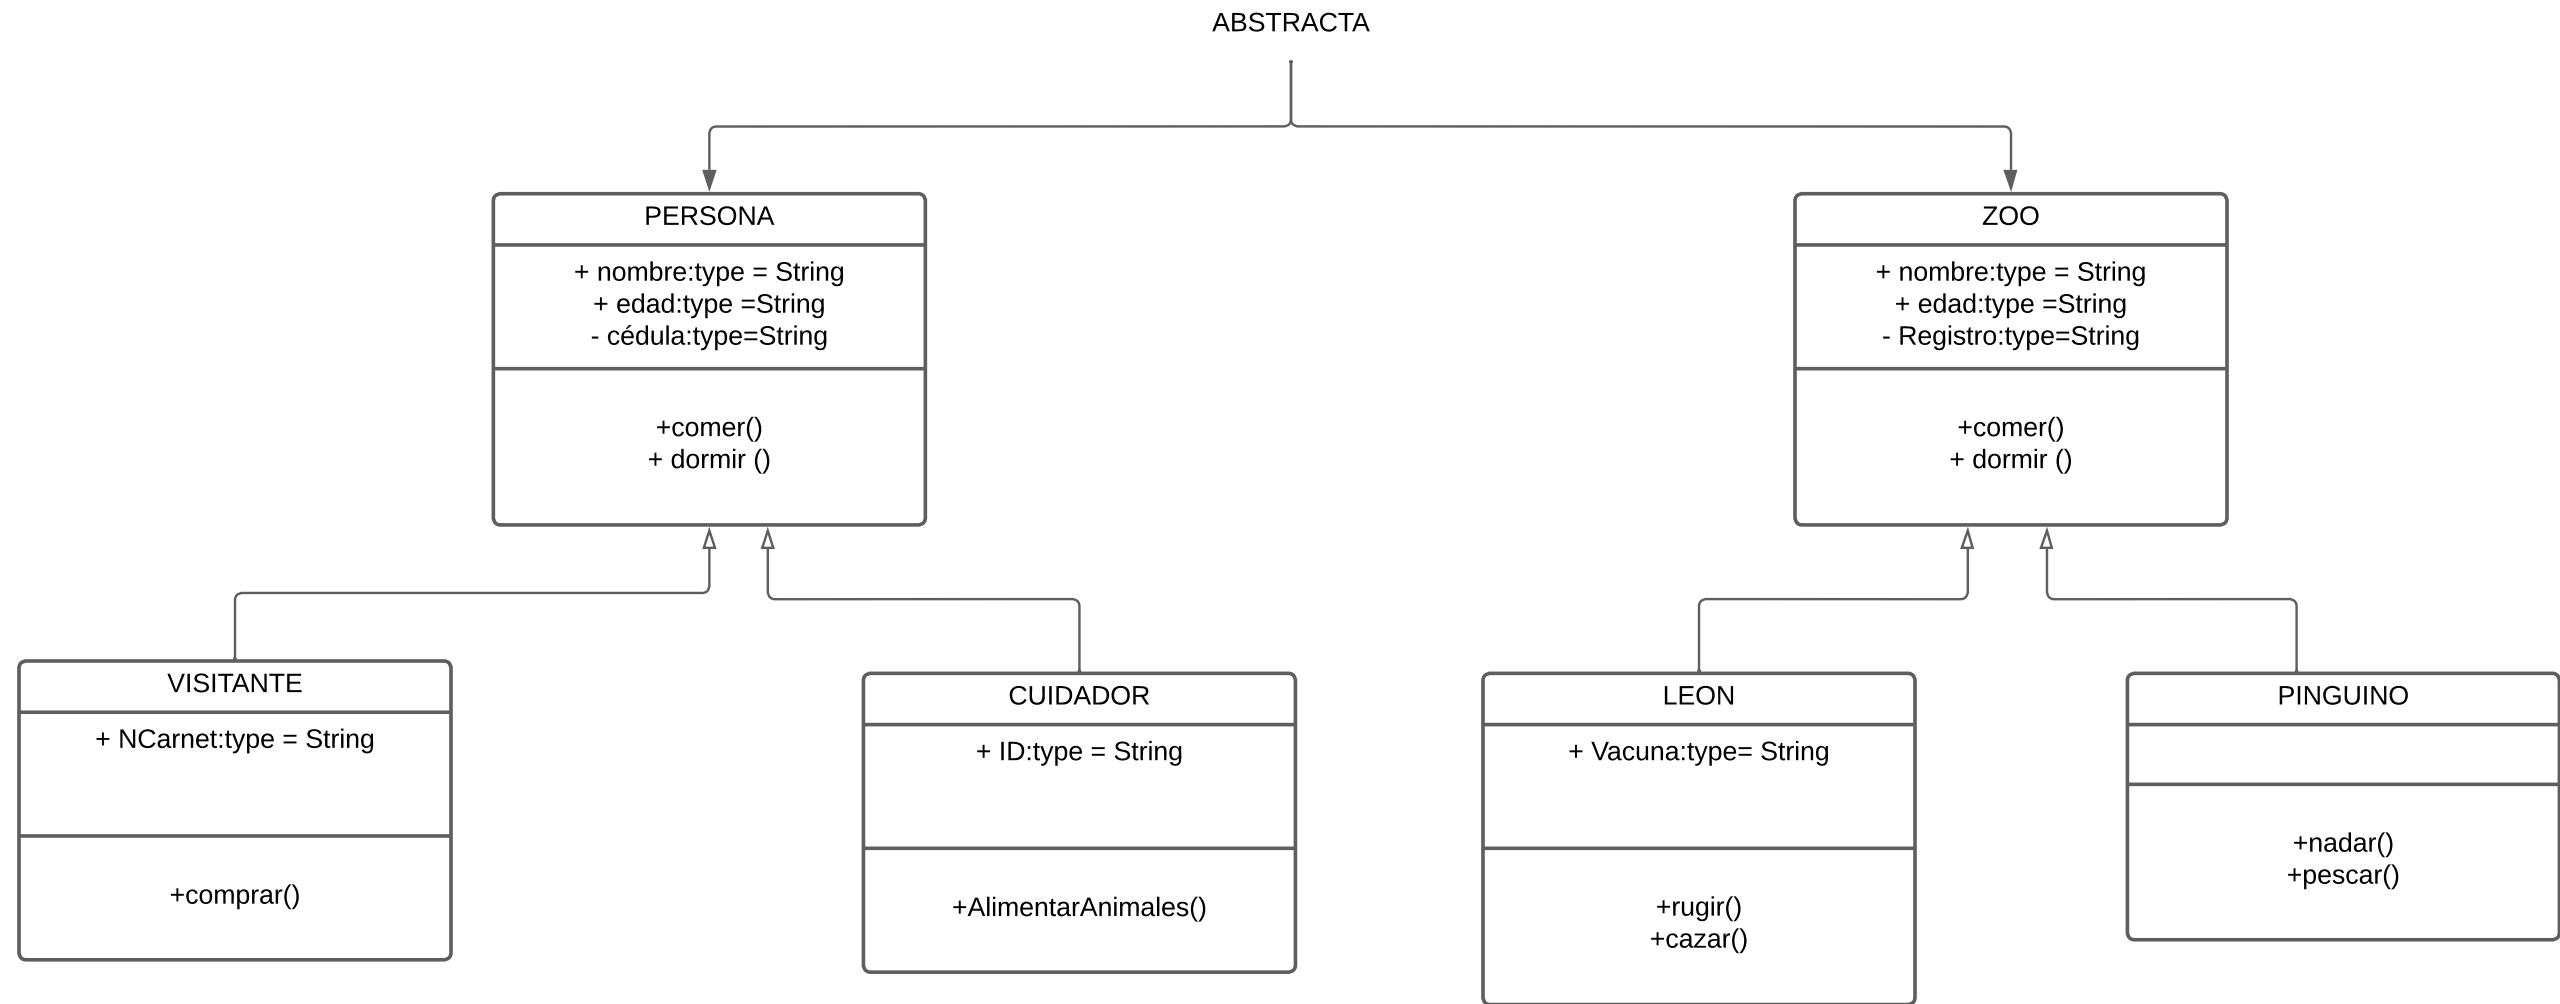 ABSTRACTA
PERSONA
+ nombre:type = String
+ edad:type =String
- cédula:type=String
+comer()
+ dormir ()
ZOO
+ nombre:type = String
+ edad:type =String
- Registro:type=String
+comer()
+ dormir ()
VISITANTE
+ NCarnet:type = String
+comprar()
CUIDADOR
+ ID:type = String
+AlimentarAnimales()
LEON
+ Vacuna:type= String
+rugir()
+cazar()
PINGUINO
+nadar()
+pescar()